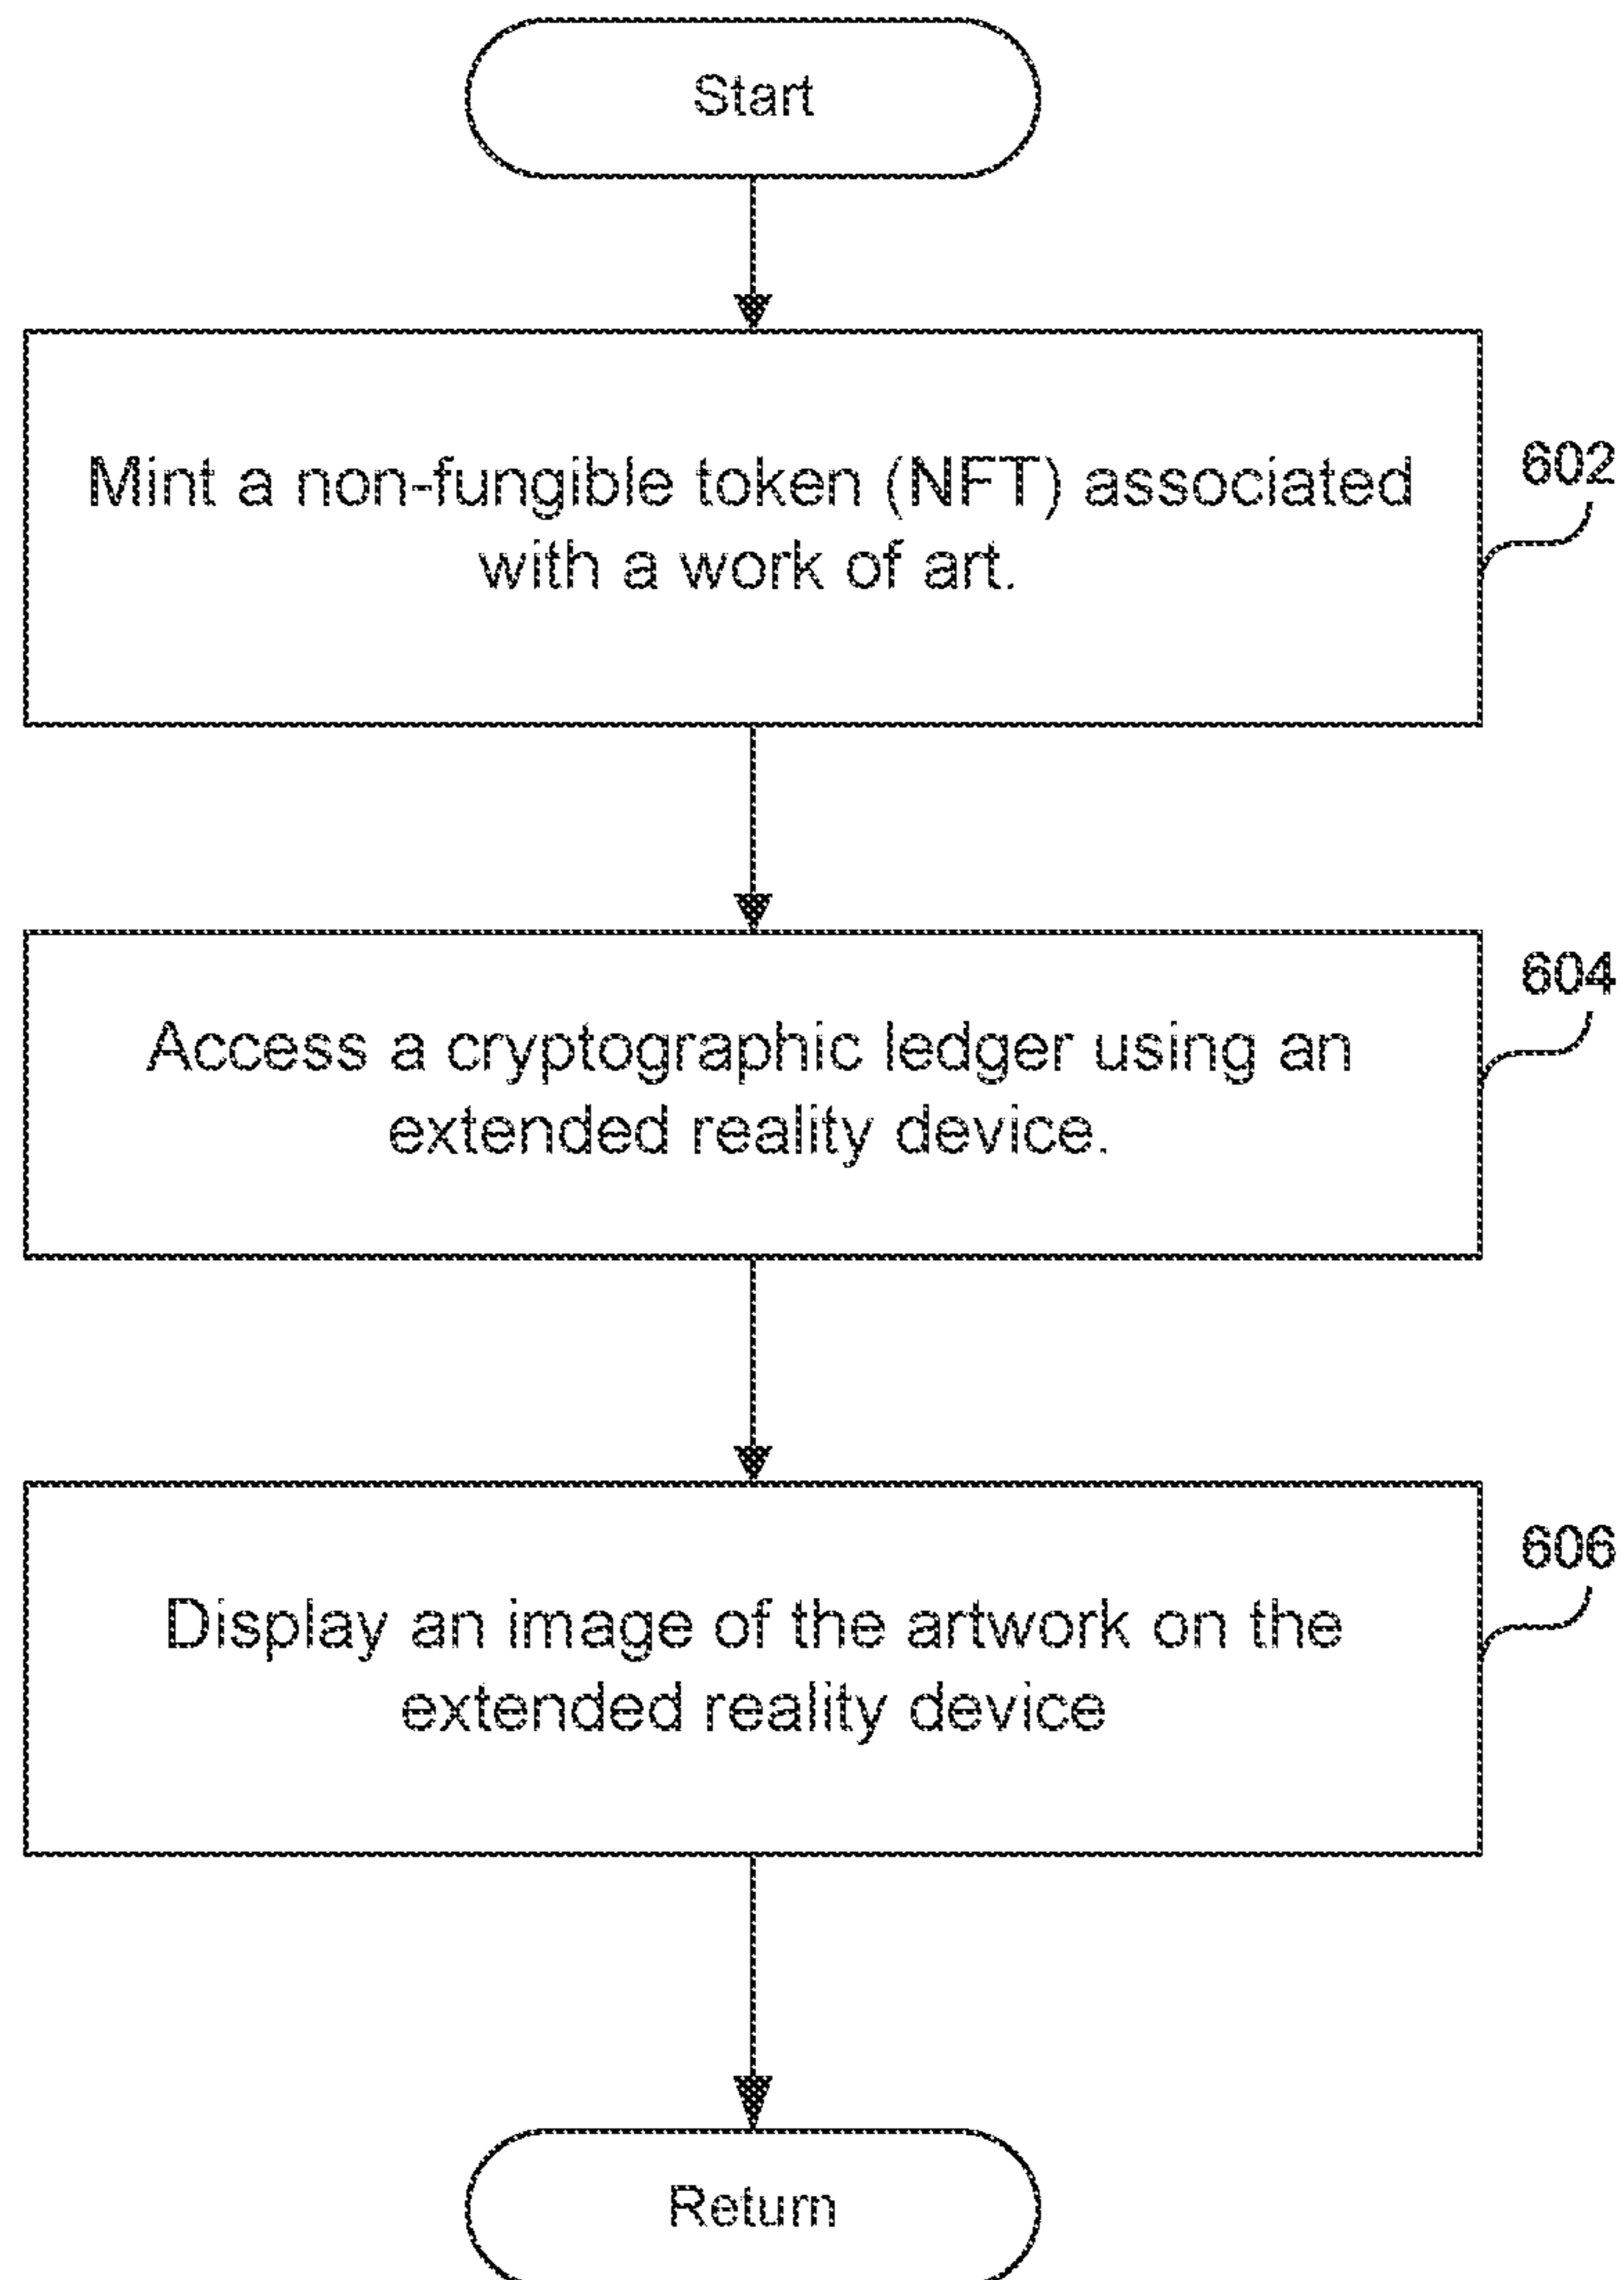 Start
Mint a non-fungible token (NFT) associated
with a work of art.
602
Access a cryptographic ledger using an
extended reality device.
604
Display an image of the artwork on the
extended reality device
606
Return